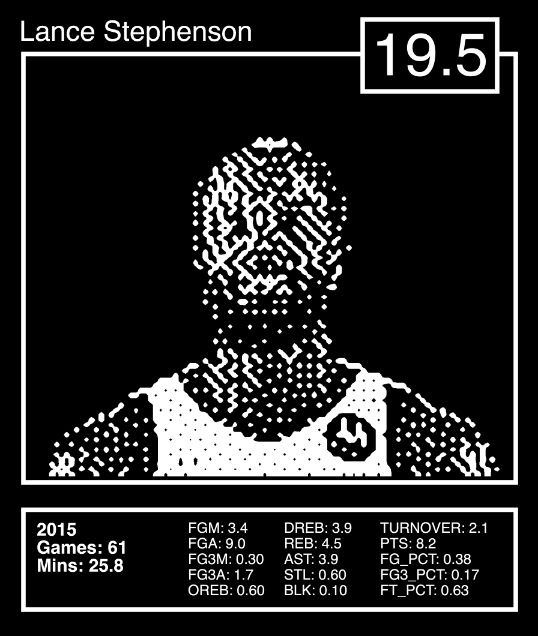 Lance Stephenson
19.5
2015
Games: 61
Mins: 25.8
FGM: 3.4
FGA: 9.0
FG3M: 0.30
FG3A: 1.7
OREB: 0.60
DREB: 3.9
REB: 4.5
AST: 3.9
STL: 0.60
BLK: 0.10
TURNOVER: 2.1
PTS: 8.2
FG_PCT: 0.38
FG3_PCT: 0.17
FT_PCT: 0.63